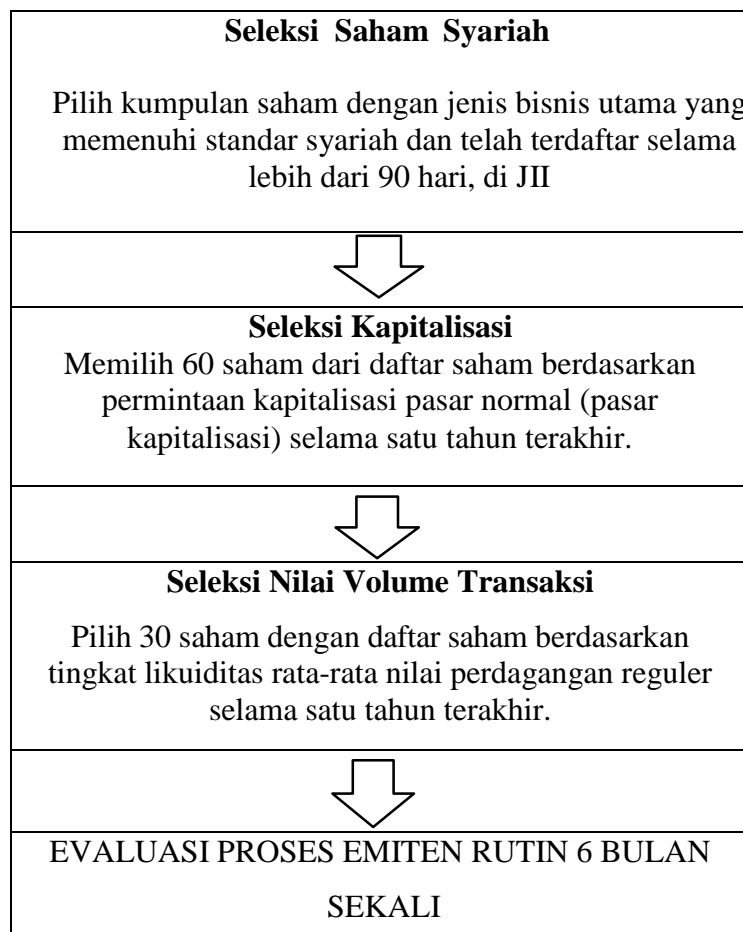 Seleksi Saham Syariah
Pilih kumpulan saham dengan jenis bisnis utama yang
memenuhi standar syariah dan telah terdaftar selama
lebih dari 90 hari, di JII
Seleksi Kapitalisasi
Memilih 60 saham dari daftar saham berdasarkan
permintaan kapitalisasi pasar normal (pasar
kapitalisasi) selama satu tahun terakhir.
Seleksi Nilai Volume Transaksi
Pilih 30 saham dengan daftar saham berdasarkan
tingkat likuiditas rata-rata nilai perdagangan reguler
selama satu tahun terakhir.
EVALUASI PROSES EMITEN RUTIN 6 BULAN
SEKALI